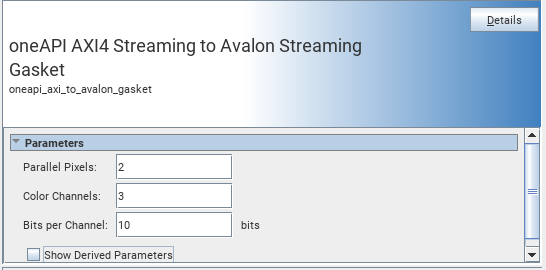 Details
oneAPI AXI4 Streaming to Avalon Streaming
Gasket
oneapi_axi_to_avalon_gasket
Parameters
Parallel Pixels: 2
Color Channels: 3
Bits per Channel: 10 bits
Show Derived Parameters